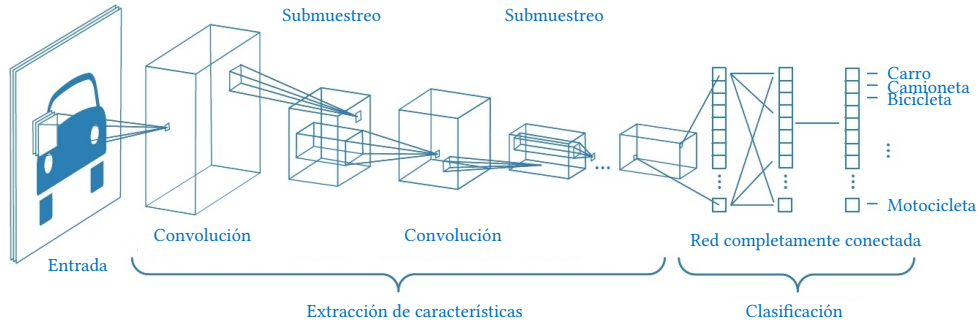 Submuestreo
Submuestreo
Carro
Camioneta
Bicicleta
Motocicleta
Convolución
Convolución
Red completamente conectada
Entrada
Extracción de características
Clasificación